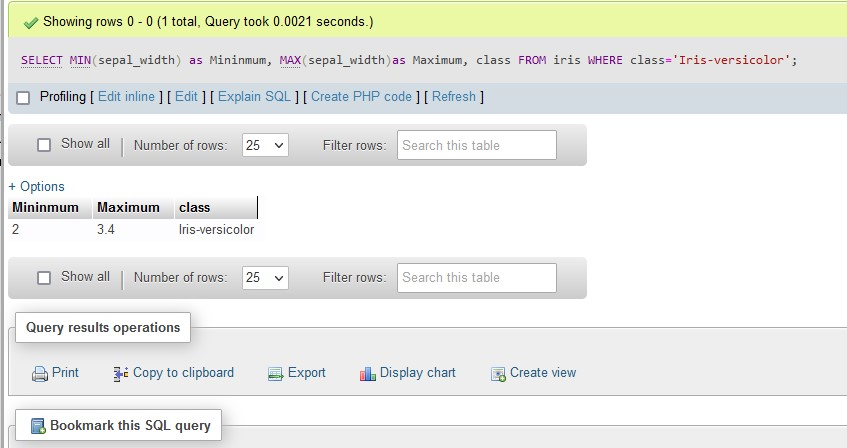 Showing rows 0 - 0 (1 total, Query took 0.0021 seconds.)
SELECT MIN(sepal_width) as Mininmum, MAX(sepal_width)as Maximum, class FROM iris WHERE class='Iris-versicolor';
Profiling [ Edit inline ] [ Edit ] [ Explain SQL ] [ Create PHP code ] [ Refresh ]
Show all Number of rows: 25 Filter rows: Search this table
+ Options
Mininmum Maximum class
2 3.4 Iris-versicolor
Show all Number of rows: 25 Filter rows: Search this table
Query results operations
Print Copy to clipboard Export Display chart Create view
Bookmark this SQL query